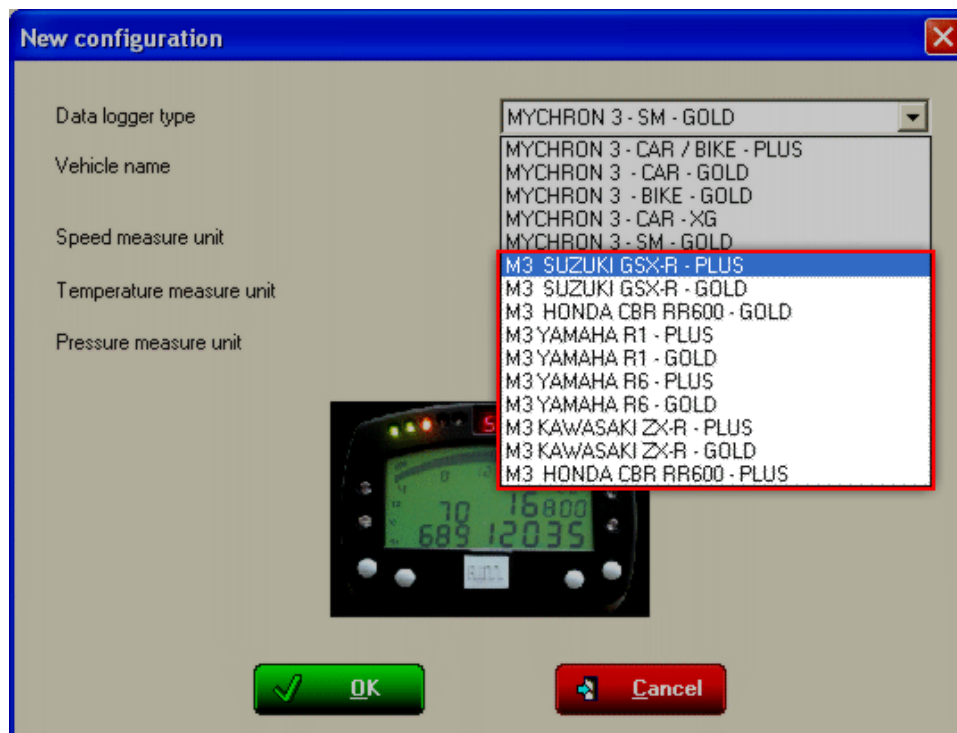 New configuration
Data logger type
MYCHRON 3 - SM - GOLD
MYCHRON 3 - CAR / BIKE - PLUS
MYCHRON 3 - CAR - GOLD
MYCHRON 3 - BIKE - GOLD
MYCHRON 3 - CAR - XG
MYCHRON 3 - SM - GOLD
M3 SUZUKI GSX-R - PLUS
M3 SUZUKI GSX-R - GOLD
M3 HONDA CBR RR600 - GOLD
M3 YAMAHA R1 - PLUS
M3 YAMAHA R1 - GOLD
M3 YAMAHA R6 - PLUS
M3 YAMAHA R6 - GOLD
M3 KAWASAKI ZX-R - PLUS
M3 KAWASAKI ZX-R - GOLD
M3 HONDA CBR RR600 - PLUS
Vehicle name
Speed measure unit
Temperature measure unit
Pressure measure unit
70 16800
689 12035
OK
Cancel